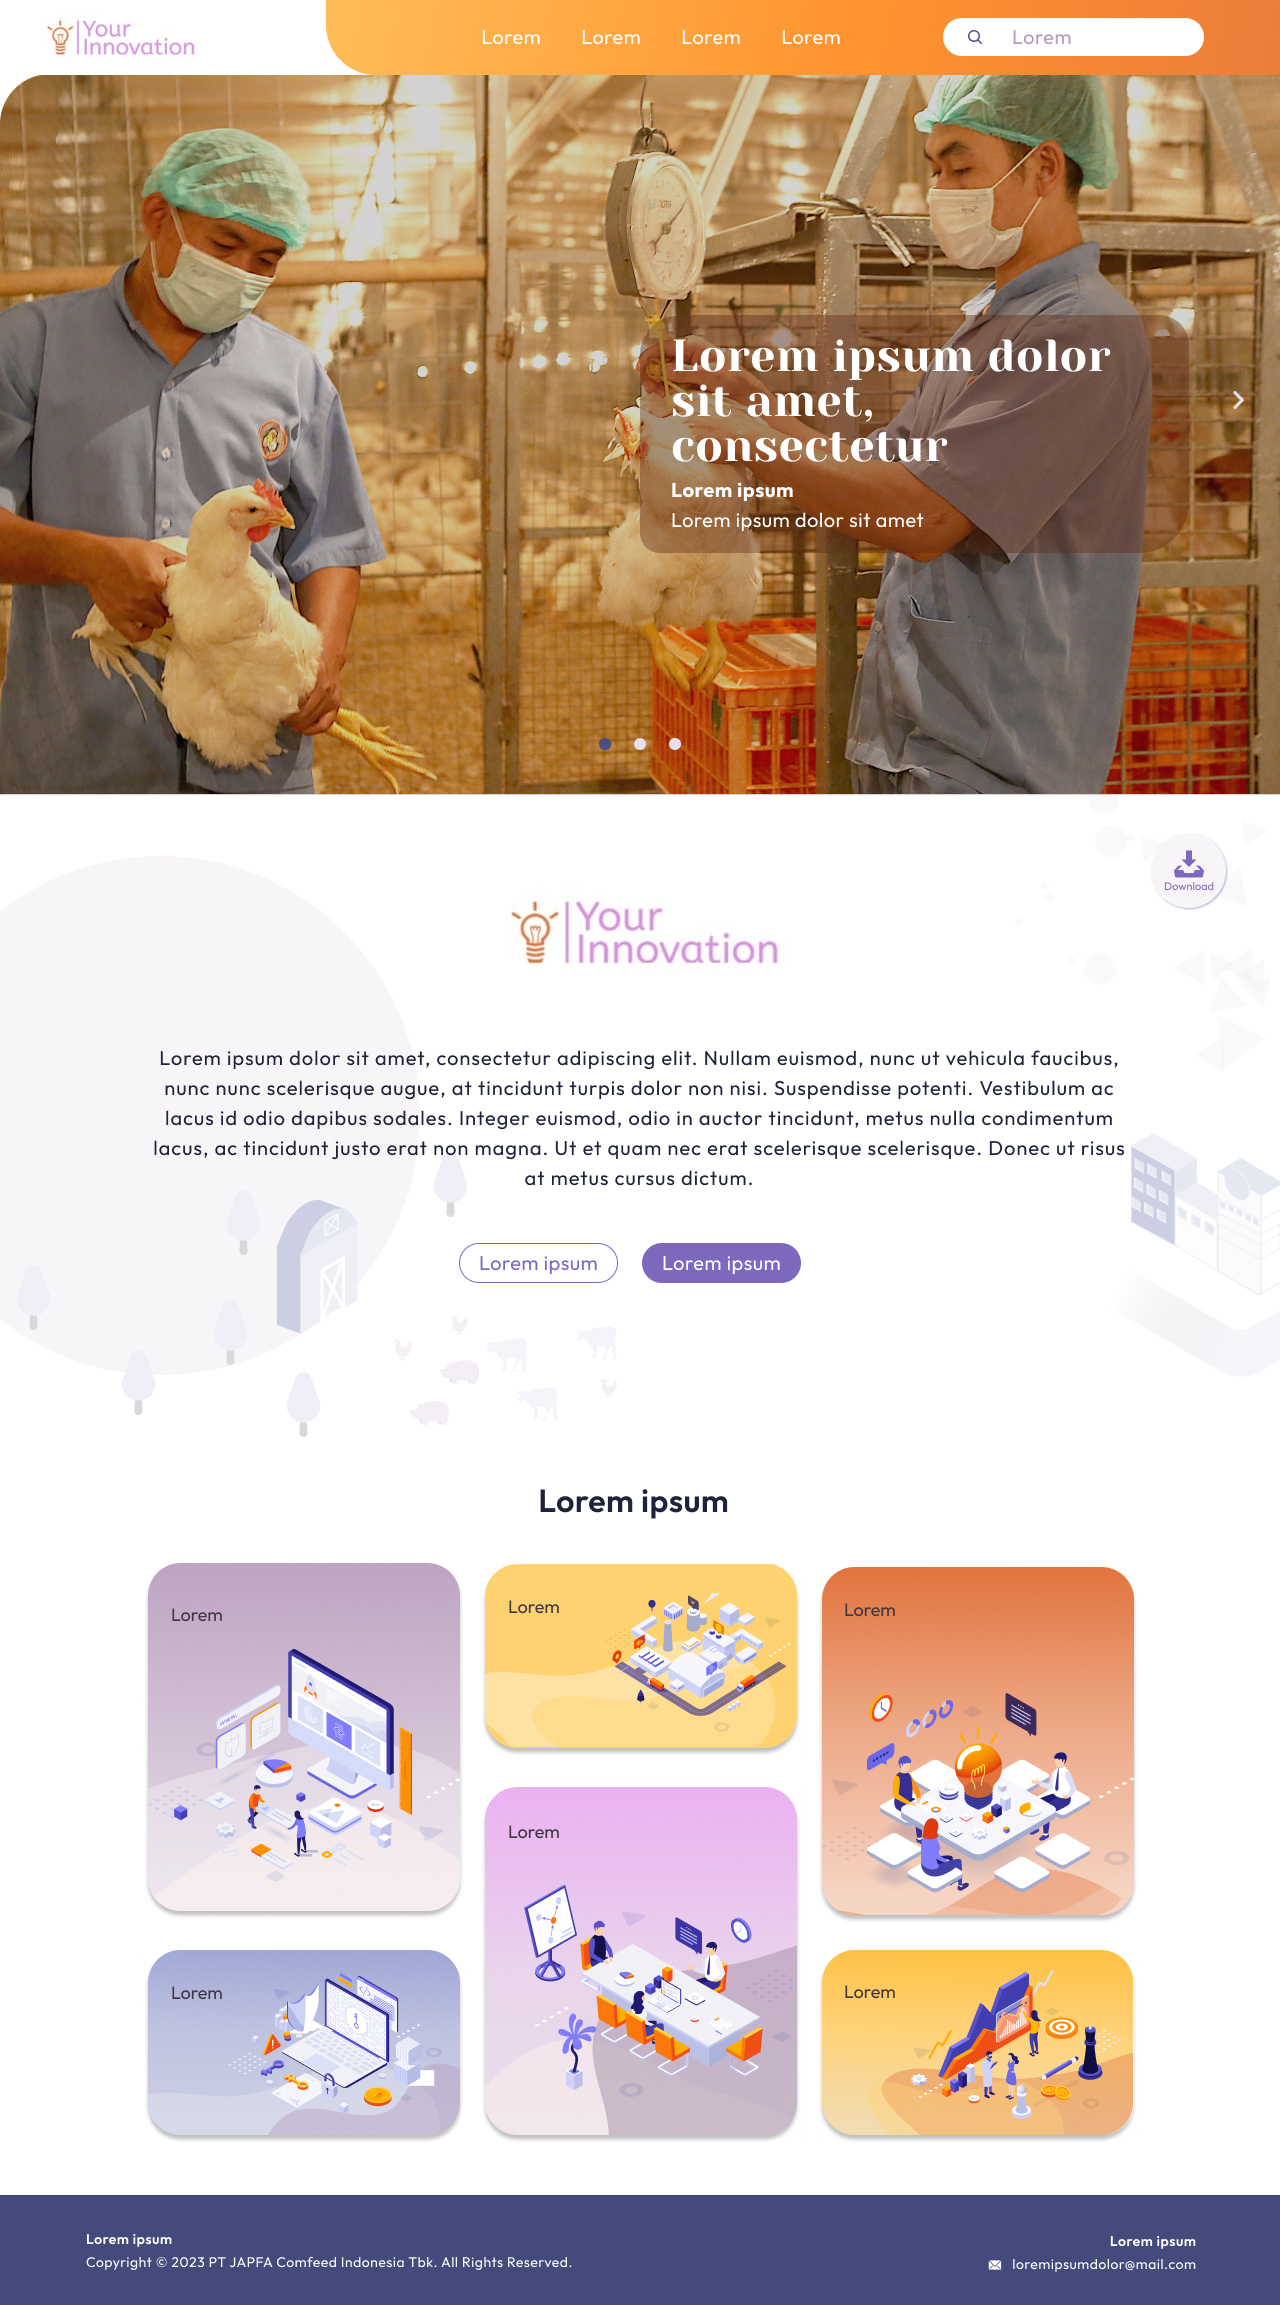 Your
Innovation
Lorem Lorem Lorem Lorem
Lorem
Lorem ipsum dolor
sit amet,
consectetur
Lorem ipsum
Lorem ipsum dolor sit amet
Download
Your
Innovation
Lorem ipsum dolor sit amet, consectetur adipiscing elit. Nullam euismod, nunc ut vehicula faucibus,
nunc nunc scelerisque augue, at tincidunt turpis dolor non nisi. Suspendisse potenti. Vestibulum ac
lacus id odio dapibus sodales. Integer euismod, odio in auctor tincidunt, metus nulla condimentum
lacus, ac tincidunt justo erat non magna. Ut et quam nec erat scelerisque scelerisque. Donec ut risus
at metus cursus dictum.
Lorem ipsum
Lorem ipsum
Lorem ipsum
Lorem
Lorem
Lorem
WWW.
Lorem
Lorem
Lorem
Lorem ipsum
Copyright © 2023 PT JAPFA Comfeed Indonesia Tbk. All Rights Reserved.
Lorem ipsum
loremipsumdolor@mail.com